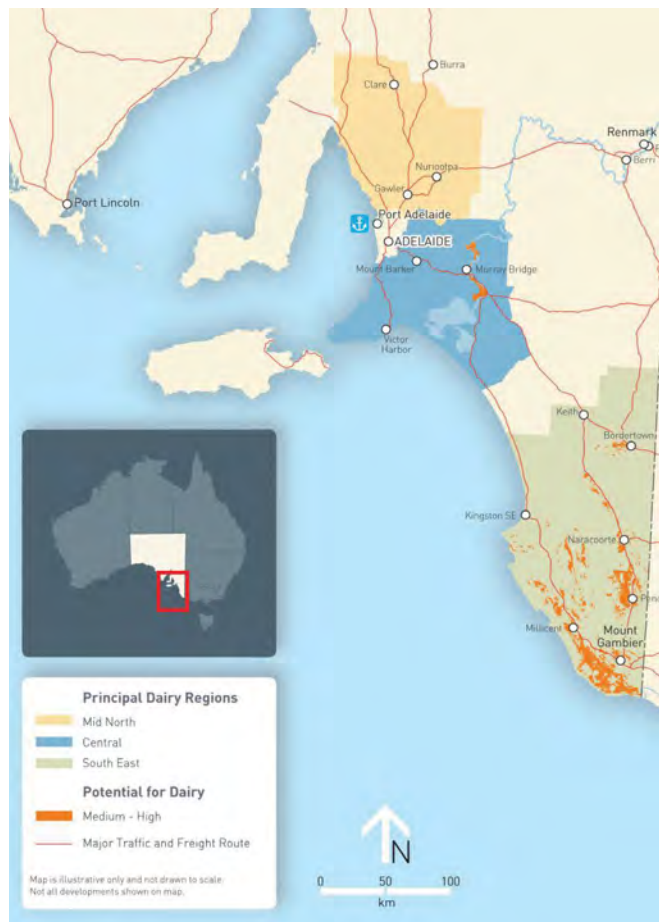 Burra
Clare
Renmark
Berri
Nuriootpa
Gawler
Port Lincoln
Port Adelaide
ADELAIDE
Mount Barker
Murray Bridge
Victor
Harbor
Keith
Bordertown
Kingston SE
Naracoorte
Millicent
Mount
Gambier
Principal Dairy Regions
Mid North
Central
South East
Potential for Dairy
Medium - High
Major Traffic and Freight Route
Map is illustrative only and not drawn to scale.
Not all developments shown on map.
N
0 50 100
km